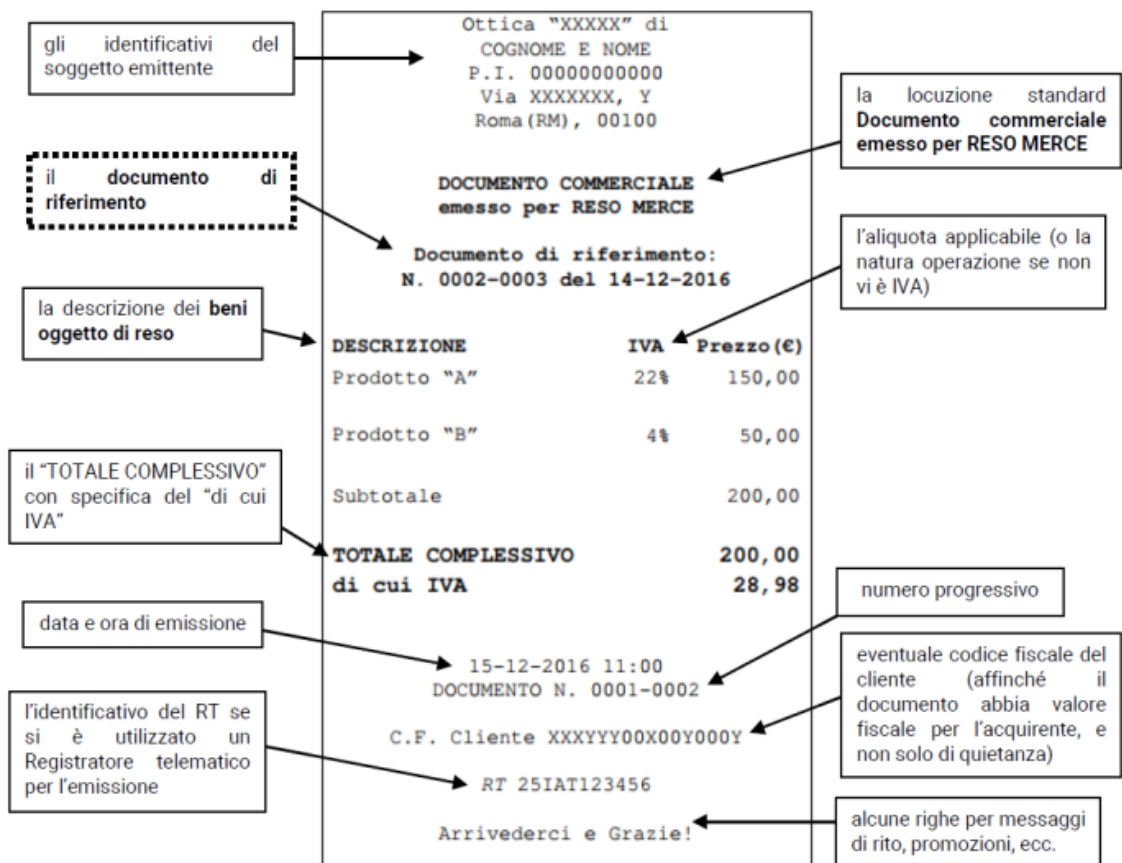 Ottica “XXXXX” di
COGNOME E NOME
P.I. 00000000000
Via XXXXXXX, Y
Roma(RM), 00100
gli identificativi del
soggetto emittente
la locuzione standard
Documento commerciale
emesso per RESO MERCE
il documento di
riferimento
DOCUMENTO COMMERCIALE
emesso per RESO MERCE
Documento di riferimento:
N. 0002-0003 del 14-12-2016
l'aliquota applicabile (o la
natura operazione se non
vi è IVA)
la descrizione dei beni
oggetto di reso
DESCRIZIONE IVA Prezzo(€)
Prodotto “A” 22% 150,00
Prodotto “B” 4% 50,00
Subtotale 200,00
il “TOTALE COMPLESSIVO”
con specifica del “di cui
IVA”
TOTALE COMPLESSIVO 200,00
di cui IVA 28,98
numero progressivo
data e ora di emissione
15-12-2016 11:00
DOCUMENTO N. 0001-0002
eventuale codice fiscale del
cliente (affinché il
documento abbia valore
fiscale per l'acquirente, e
non solo di quietanza)
l'identificativo del RT se
si è utilizzato un
Registratore telematico
per l'emissione
C.F. Cliente XXXYYY00X00Y000Y
RT 25IAT123456
Arrivederci e Grazie!
alcune righe per messaggi
di rito, promozioni, ecc.